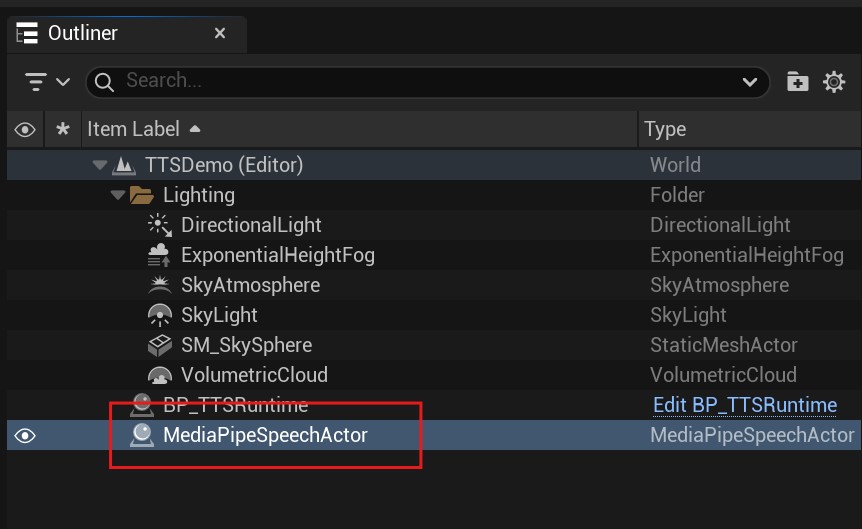 Outliner
Search...
Item Label Type
TTSDemo (Editor) World
Lighting Folder
DirectionalLight DirectionalLight
ExponentialHeightFog ExponentialHeightFog
SkyAtmosphere SkyAtmosphere
SkyLight SkyLight
SM_SkySphere StaticMeshActor
VolumetricCloud VolumetricCloud
BP_TTSRuntime Edit BP_TTSRuntime
MediaPipeSpeechActor MediaPipeSpeechActor